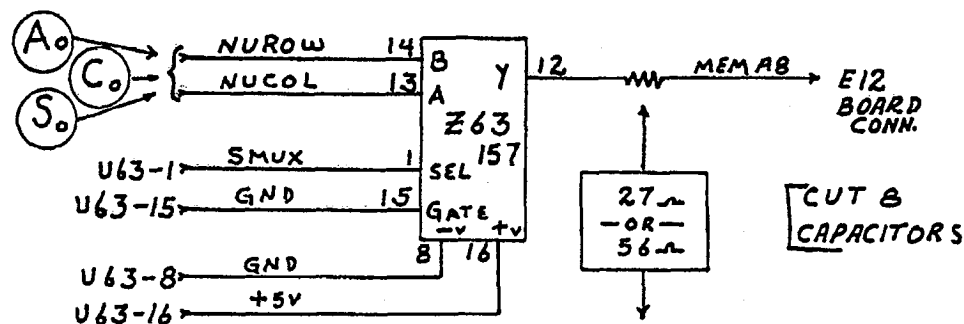 A0
C0
S0
NUROW 14
NUCOL 13
B
A
Y
Z63
157
12
MEMA8
E12
BOARD
CONN.
U63-1 SMUX 1
SEL
U63-15 GND 15
GATE
-V +V
8 16
U63-8 GND
U63-16 +5V
27Ω
-OR-
56Ω
CUT 8
CAPACITORS